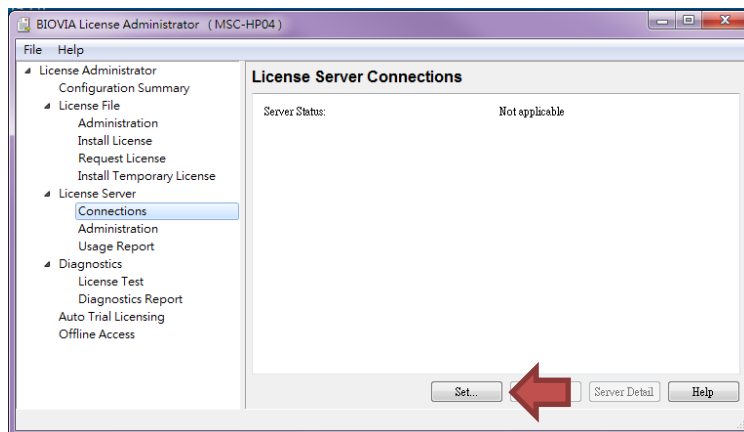 BIOVIA License Administrator (MSC-HP04)
File Help
License Administrator
Configuration Summary
License File
Administration
Install License
Request License
Install Temporary License
License Server
Connections
Administration
Usage Report
Diagnostics
License Test
Diagnostics Report
Auto Trial Licensing
Offline Access
License Server Connections
Server Status: Not applicable
Set... Server Detail Help